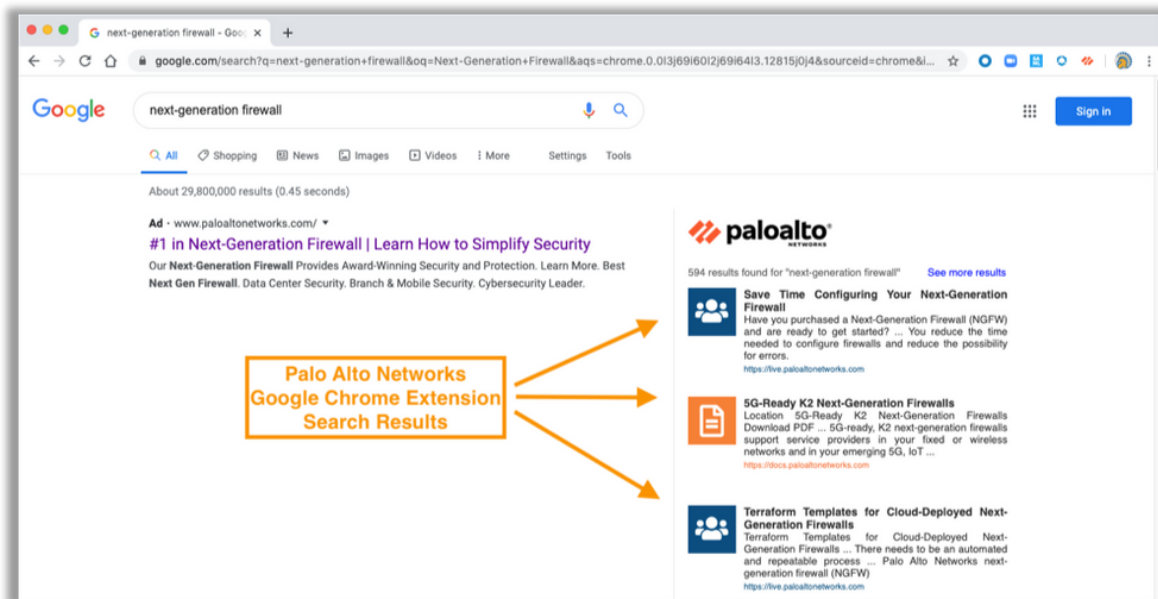 next-generation firewall - Goo
google.com/search?q=next-generation+firewall&oq=Next-Generation+Firewall&aqs=chrome.0.0l3j69i60l2j69i64l3.12815j0j4&sourceid=chrome&i...
Google
next-generation firewall
Sign in
All
Shopping
News
Images
Videos
More
Settings
Tools
About 29,800,000 results (0.45 seconds)
Ad · www.paloaltonetworks.com/
#1 in Next-Generation Firewall | Learn How to Simplify Security
Our Next-Generation Firewall Provides Award-Winning Security and Protection. Learn More. Best
Next Gen Firewall. Data Center Security. Branch & Mobile Security. Cybersecurity Leader.
Palo Alto Networks
Google Chrome Extension
Search Results
paloalto®
NETWORKS
594 results found for "next-generation firewall"
See more results
Save Time Configuring Your Next-Generation
Firewall
Have you purchased a Next-Generation Firewall (NGFW)
and are ready to get started? ... You reduce the time
needed to configure firewalls and reduce the possibility
for errors.
https://live.paloaltonetworks.com
5G-Ready K2 Next-Generation Firewalls
Location 5G-Ready K2 Next-Generation Firewalls
Download PDF ... 5G-ready, K2 next-generation firewalls
support service providers in your fixed or wireless
networks and in your emerging 5G, IoT ...
https://docs.paloaltonetworks.com
Terraform Templates for Cloud-Deployed Next-
Generation Firewalls
Terraform Templates for Cloud-Deployed Next-
Generation Firewalls ... There needs to be an automated
and repeatable process ... Palo Alto Networks next-
generation firewall (NGFW)
https://live.paloaltonetworks.com